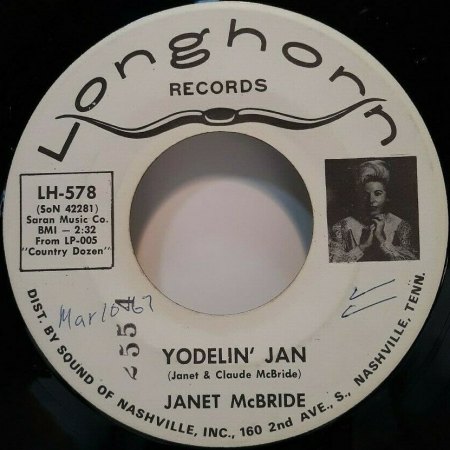 Longhorn
RECORDS
LH-578
(SoN 42281)
Saran Music Co.
BMI — 2:32
From LP-005
"Country Dozen"
Mar 10 67
2554
YODELIN' JAN
(Janet & Claude McBride)
JANET McBRIDE
DIST. BY SOUND OF NASHVILLE, INC., 160 2nd AVE., S., NASHVILLE, TENN.